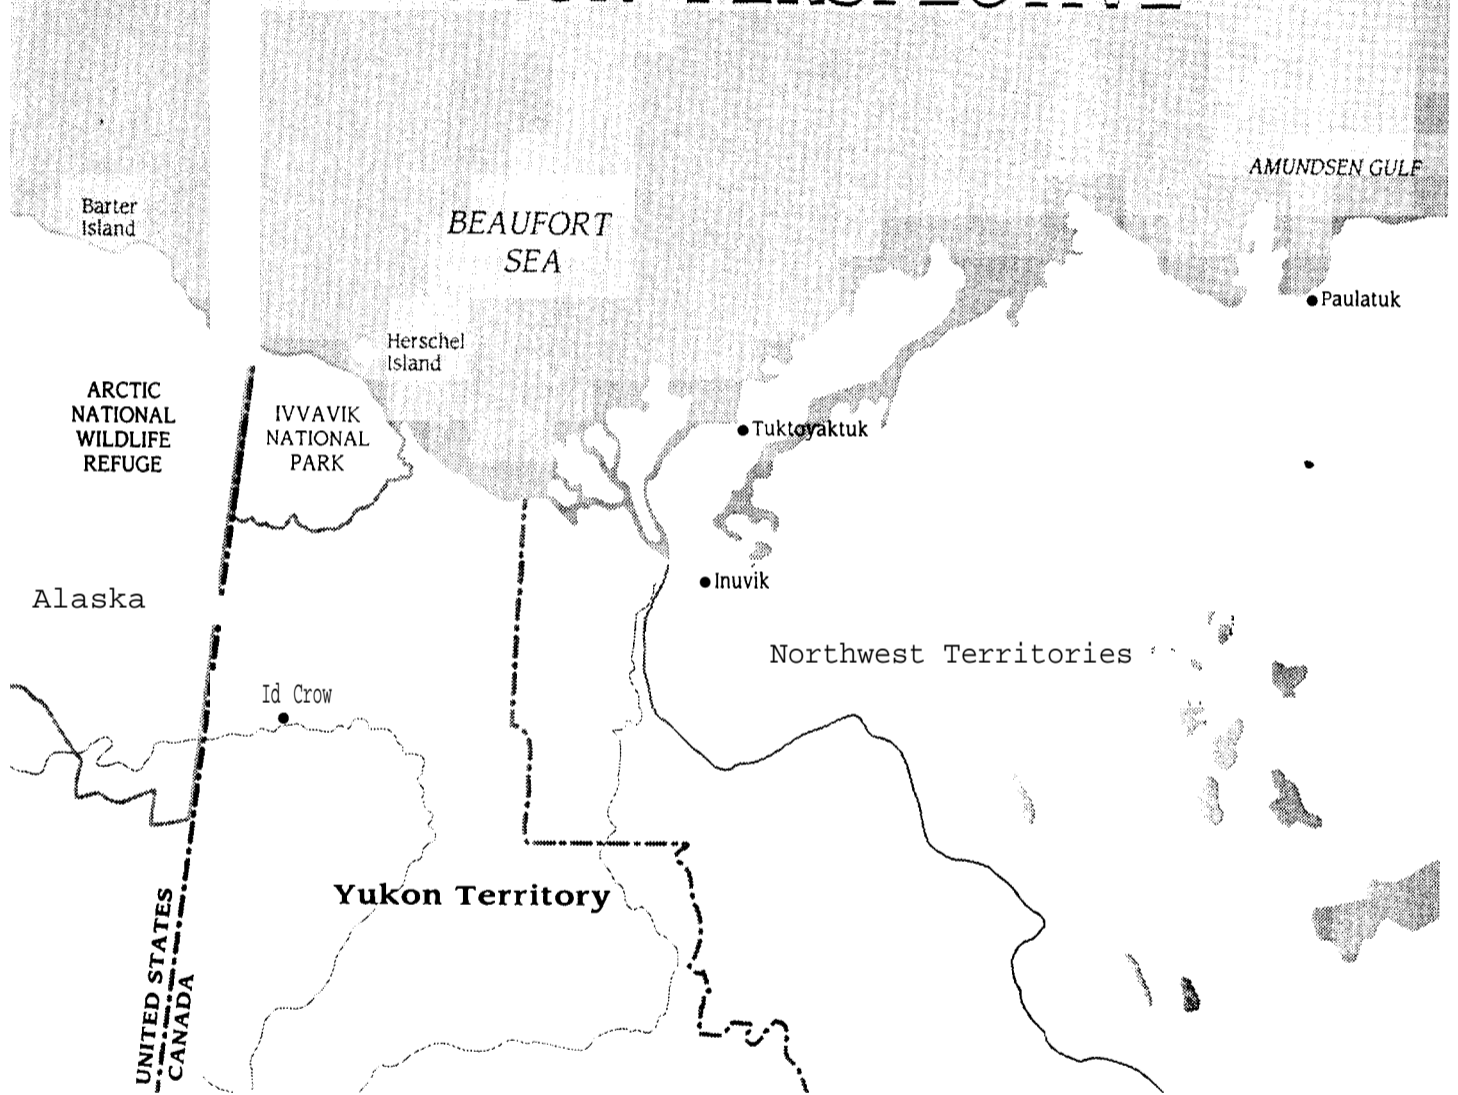 PERSPECTIVE
AMUNDSEN GULF
Barter
Island
BEAUFORT
SEA
Paulatuk
Herschel
Island
ARCTIC
NATIONAL
WILDLIFE
REFUGE
IVVAVIK
NATIONAL
PARK
Tuktoyaktuk
Inuvik
Alaska
Northwest Territories
Id Crow
Yukon Territory
UNITED STATES
CANADA